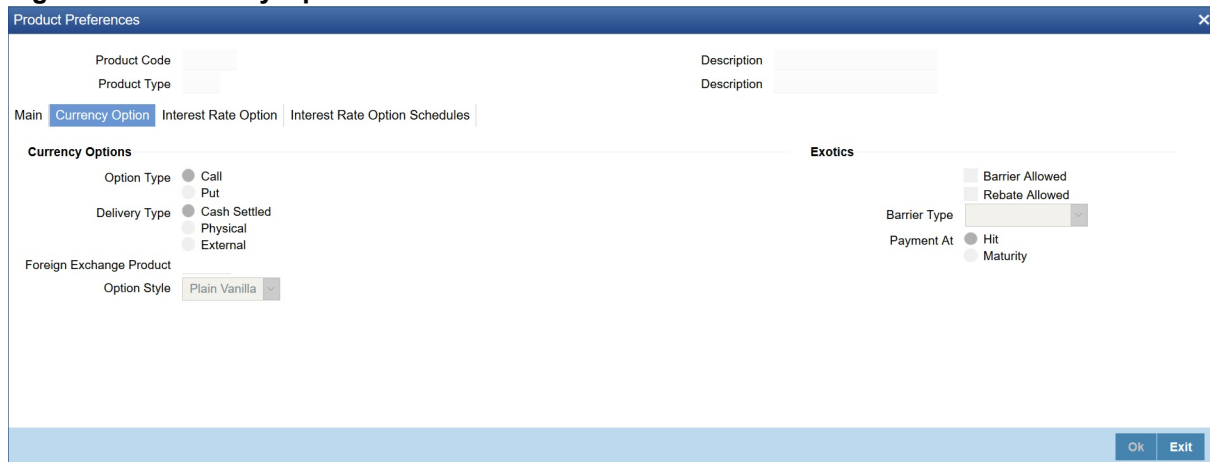 Product Preferences
Product Code
Description
Product Type
Description
Main Currency Option Interest Rate Option Interest Rate Option Schedules
Currency Options
Option Type
Call
Put
Delivery Type
Cash Settled
Physical
External
Foreign Exchange Product
Option Style Plain Vanilla
Exotics
Barrier Allowed
Rebate Allowed
Barrier Type
Payment At
Hit
Maturity
Ok Exit